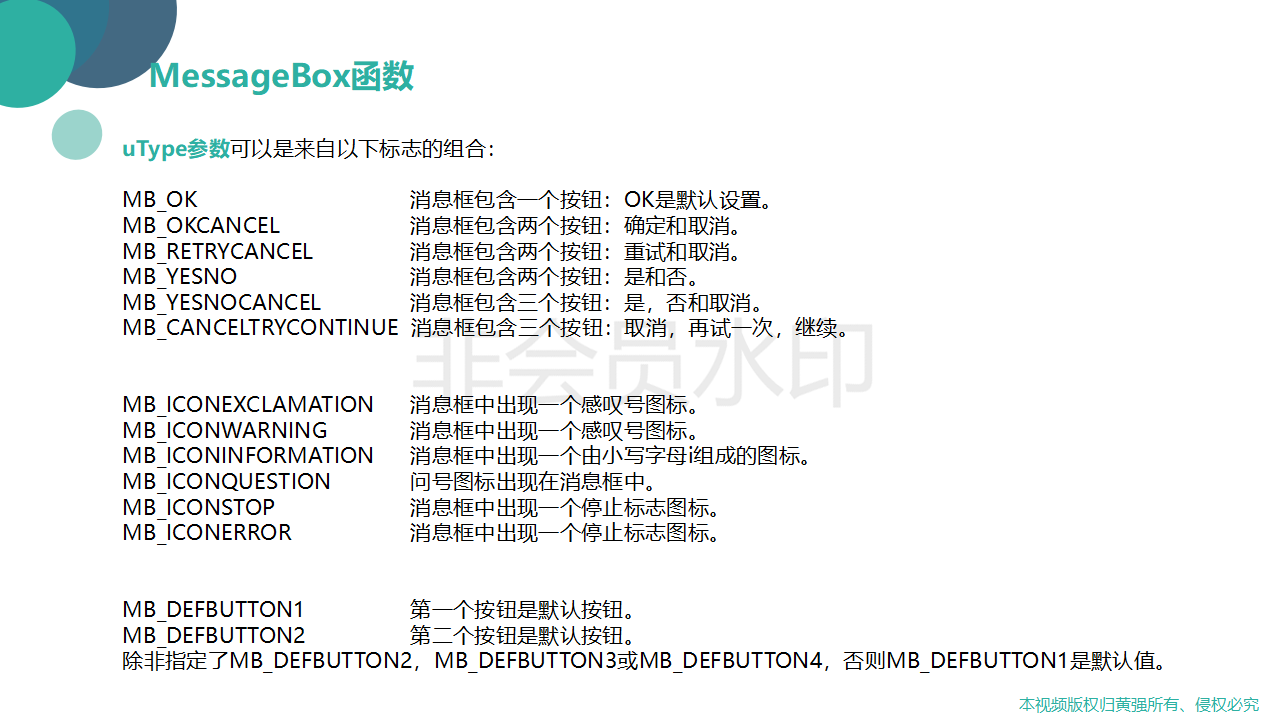 MessageBox函数
uType参数可以是来自以下标志的组合：
MB_OK 消息框包含一个按钮：OK是默认设置。
MB_OKCANCEL 消息框包含两个按钮：确定和取消。
MB_RETRYCANCEL 消息框包含两个按钮：重试和取消。
MB_YESNO 消息框包含两个按钮：是和否。
MB_YESNOCANCEL 消息框包含三个按钮：是，否和取消。
MB_CANCELTRYCONTINUE 消息框包含三个按钮：取消，再试一次，继续。
非会员水印
MB_ICONEXCLAMATION 消息框中出现一个感叹号图标。
MB_ICONWARNING 消息框中出现一个感叹号图标。
MB_ICONINFORMATION 消息框中出现一个由小写字母i组成的图标。
MB_ICONQUESTION 问号图标出现在消息框中。
MB_ICONSTOP 消息框中出现一个停止标志图标。
MB_ICONERROR 消息框中出现一个停止标志图标。
MB_DEFBUTTON1 第一个按钮是默认按钮。
MB_DEFBUTTON2 第二个按钮是默认按钮。
除非指定了MB_DEFBUTTON2，MB_DEFBUTTON3或MB_DEFBUTTON4，否则MB_DEFBUTTON1是默认值。
本视频版权归黄强所有、侵权必究